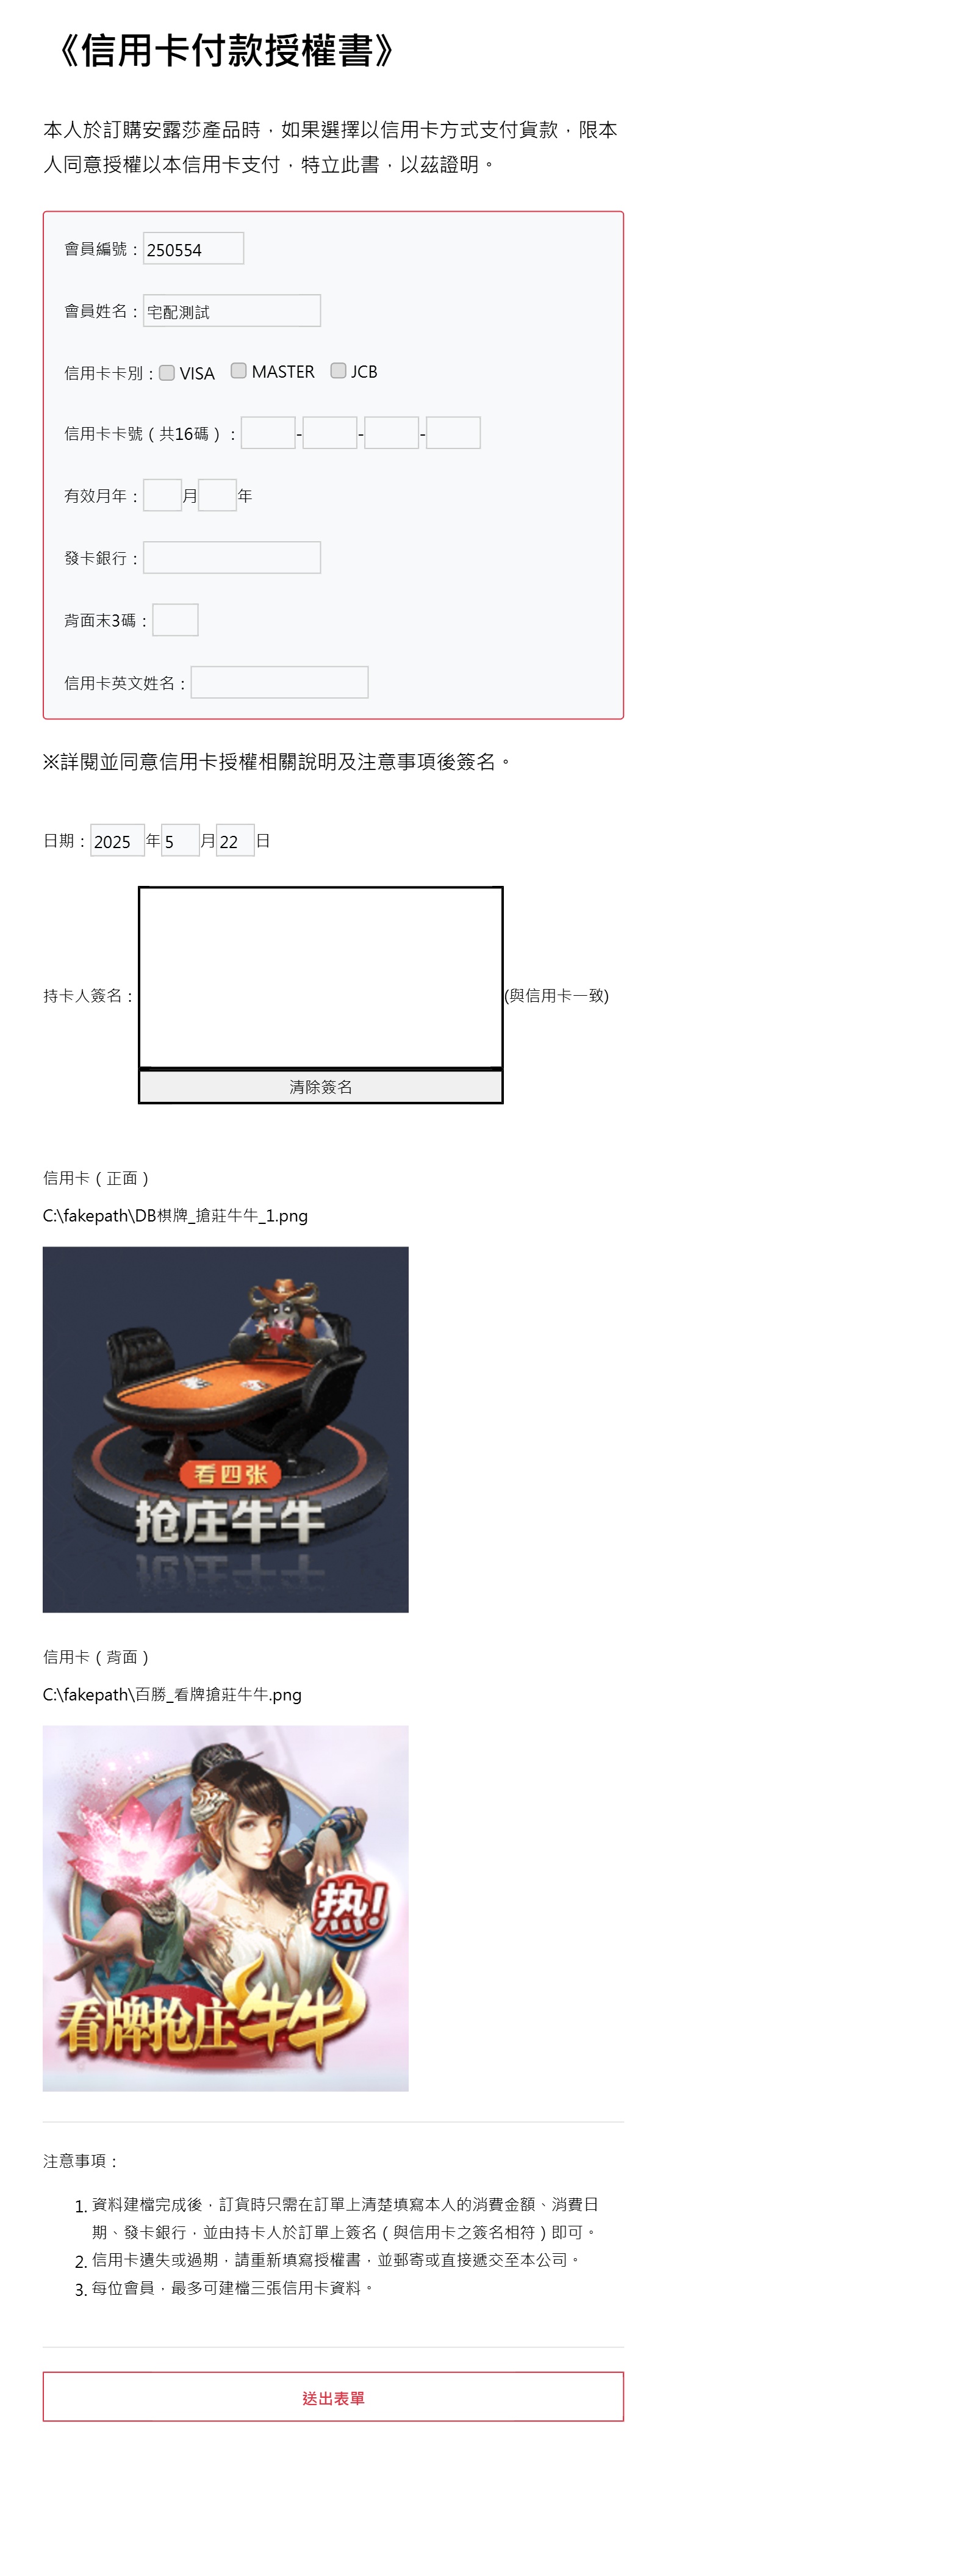 《信用卡付款授權書》
本人於訂購安露莎產品時，如果選擇以信用卡方式支付貨款，限本
人同意授權以本信用卡支付，特立此書，以茲證明。
會員編號：250554
會員姓名：宅配測試
信用卡卡別：VISA MASTER JCB
信用卡卡號（共16碼）：- - -
有效月年：月年
發卡銀行：
背面末3碼：
信用卡英文姓名：
※詳閱並同意信用卡授權相關說明及注意事項後簽名。
日期：2025年5月22日
持卡人簽名：(與信用卡一致)
清除簽名
信用卡（正面）
C:\fakepath\DB棋牌_搶莊牛牛_1.png
看四张
抢庄牛牛
信用卡（背面）
C:\fakepath\百勝_看牌搶莊牛牛.png
热!
看牌抢庄牛牛
注意事項：
1. 資料建檔完成後，訂貨時只需在訂單上清楚填寫本人的消費金額、消費日
期、發卡銀行，並由持卡人於訂單上簽名（與信用卡之簽名相符）即可。
2. 信用卡遺失或過期，請重新填寫授權書，並郵寄或直接遞交至本公司。
3. 每位會員，最多可建檔三張信用卡資料。
送出表單